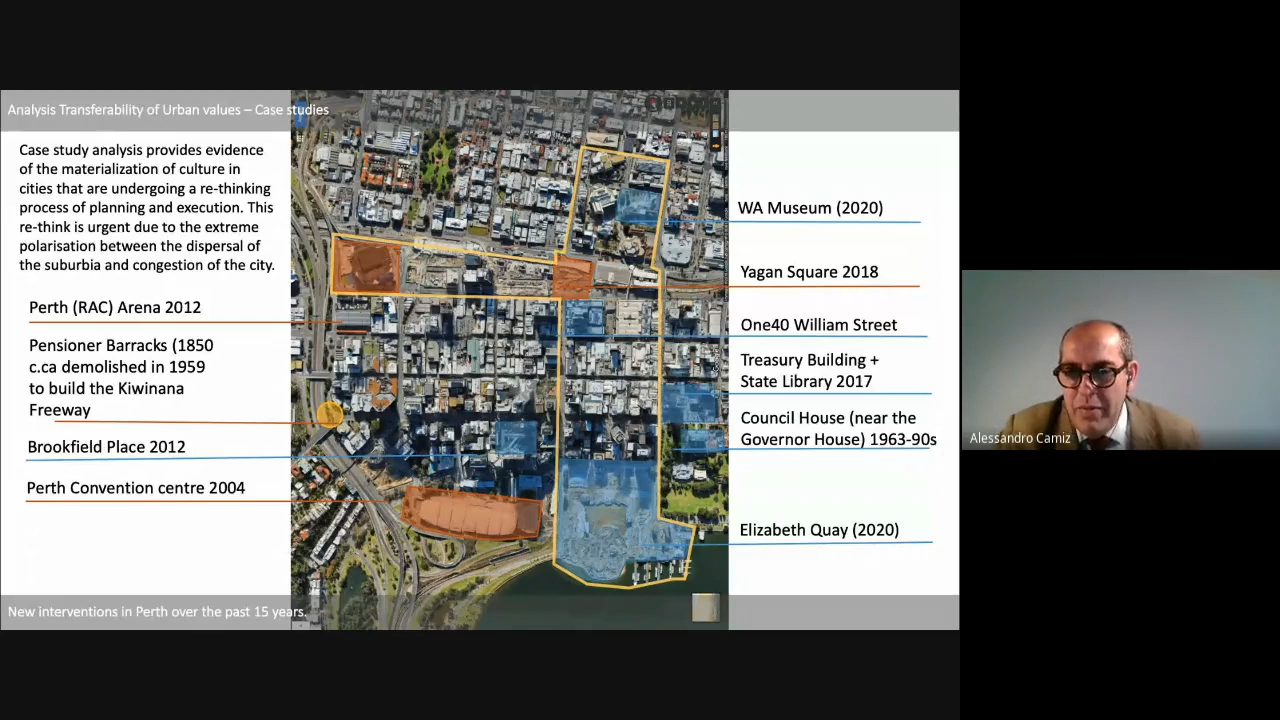 Analysis Transferability of Urban values – Case studies
Case study analysis provides evidence
of the materialization of culture in
cities that are undergoing a re-thinking
process of planning and execution. This
re-think is urgent due to the extreme
polarisation between the dispersal of
the suburbia and congestion of the city.
Perth (RAC) Arena 2012
Pensioner Barracks (1850
c.ca demolished in 1959
to build the Kiwinana
Freeway
Brookfield Place 2012
Perth Convention centre 2004
WA Museum (2020)
Yagan Square 2018
One40 William Street
Treasury Building +
State Library 2017
Council House (near the
Governor House) 1963-90s
Elizabeth Quay (2020)
New interventions in Perth over the past 15 years.
Alessandro Camiz